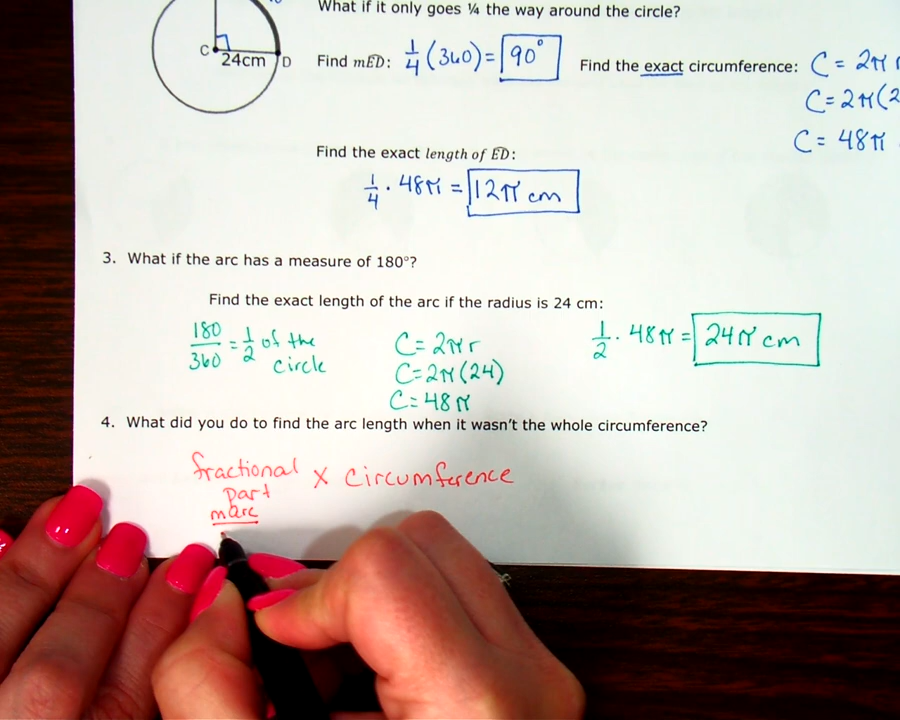 What if it only goes ¼ the way around the circle?
C
24cm D
Find mED: 1/4 (360) = 90°
Find the exact circumference: C = 2π r
C = 2π(2
C = 48π
Find the exact length of ED:
1/4 · 48π = 12π cm
3. What if the arc has a measure of 180°?
Find the exact length of the arc if the radius is 24 cm:
180/360 = 1/2 of the circle
C = 2πr
C = 2π(24)
C = 48π
1/2 · 48π = 24π cm
4. What did you do to find the arc length when it wasn't the whole circumference?
fractional part x circumference
marc